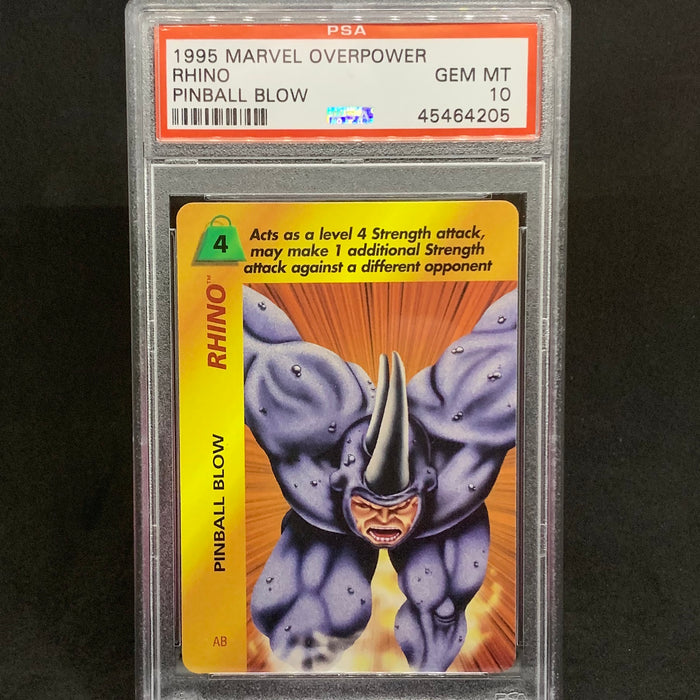 PSA
1995 MARVEL OVERPOWER
RHINO GEM MT
PINBALL BLOW 10
45464205
4
Acts as a level 4 Strength attack,
may make 1 additional Strength
attack against a different opponent
RHINO™
PINBALL BLOW
AB